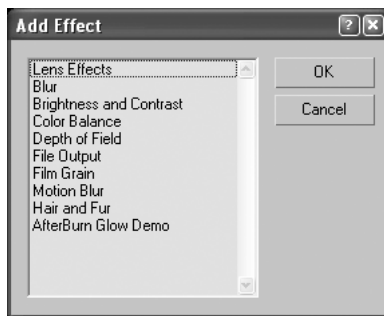 Add Effect
Lens Effects
Blur
Brightness and Contrast
Color Balance
Depth of Field
File Output
Film Grain
Motion Blur
Hair and Fur
AfterBurn Glow Demo
OK
Cancel